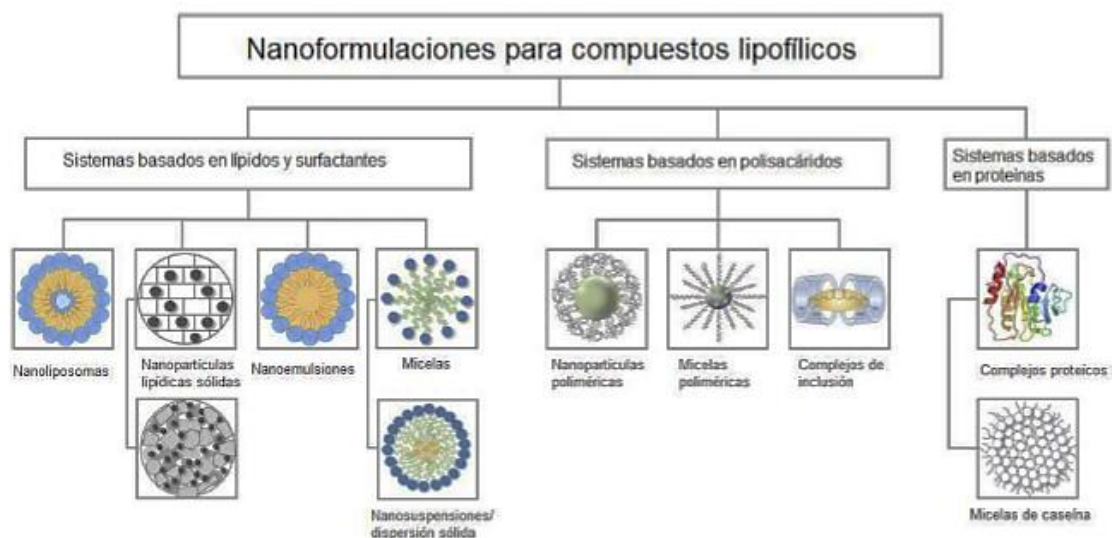 Nanoformulaciones para compuestos lipofílicos
Sistemas basados en lípidos y surfactantes
Sistemas basados en polisacáridos
Sistemas basados
en proteínas
Nanoliposomas
Nanopartículas
lipídicas sólidas
Nanoemulsiones
Micelas
Nanopartículas
poliméricas
Micelas
poliméricas
Complejos de
inclusión
Complejos proteícos
Nanosuspensiones/
dispersión sólida
Micelas de caseína